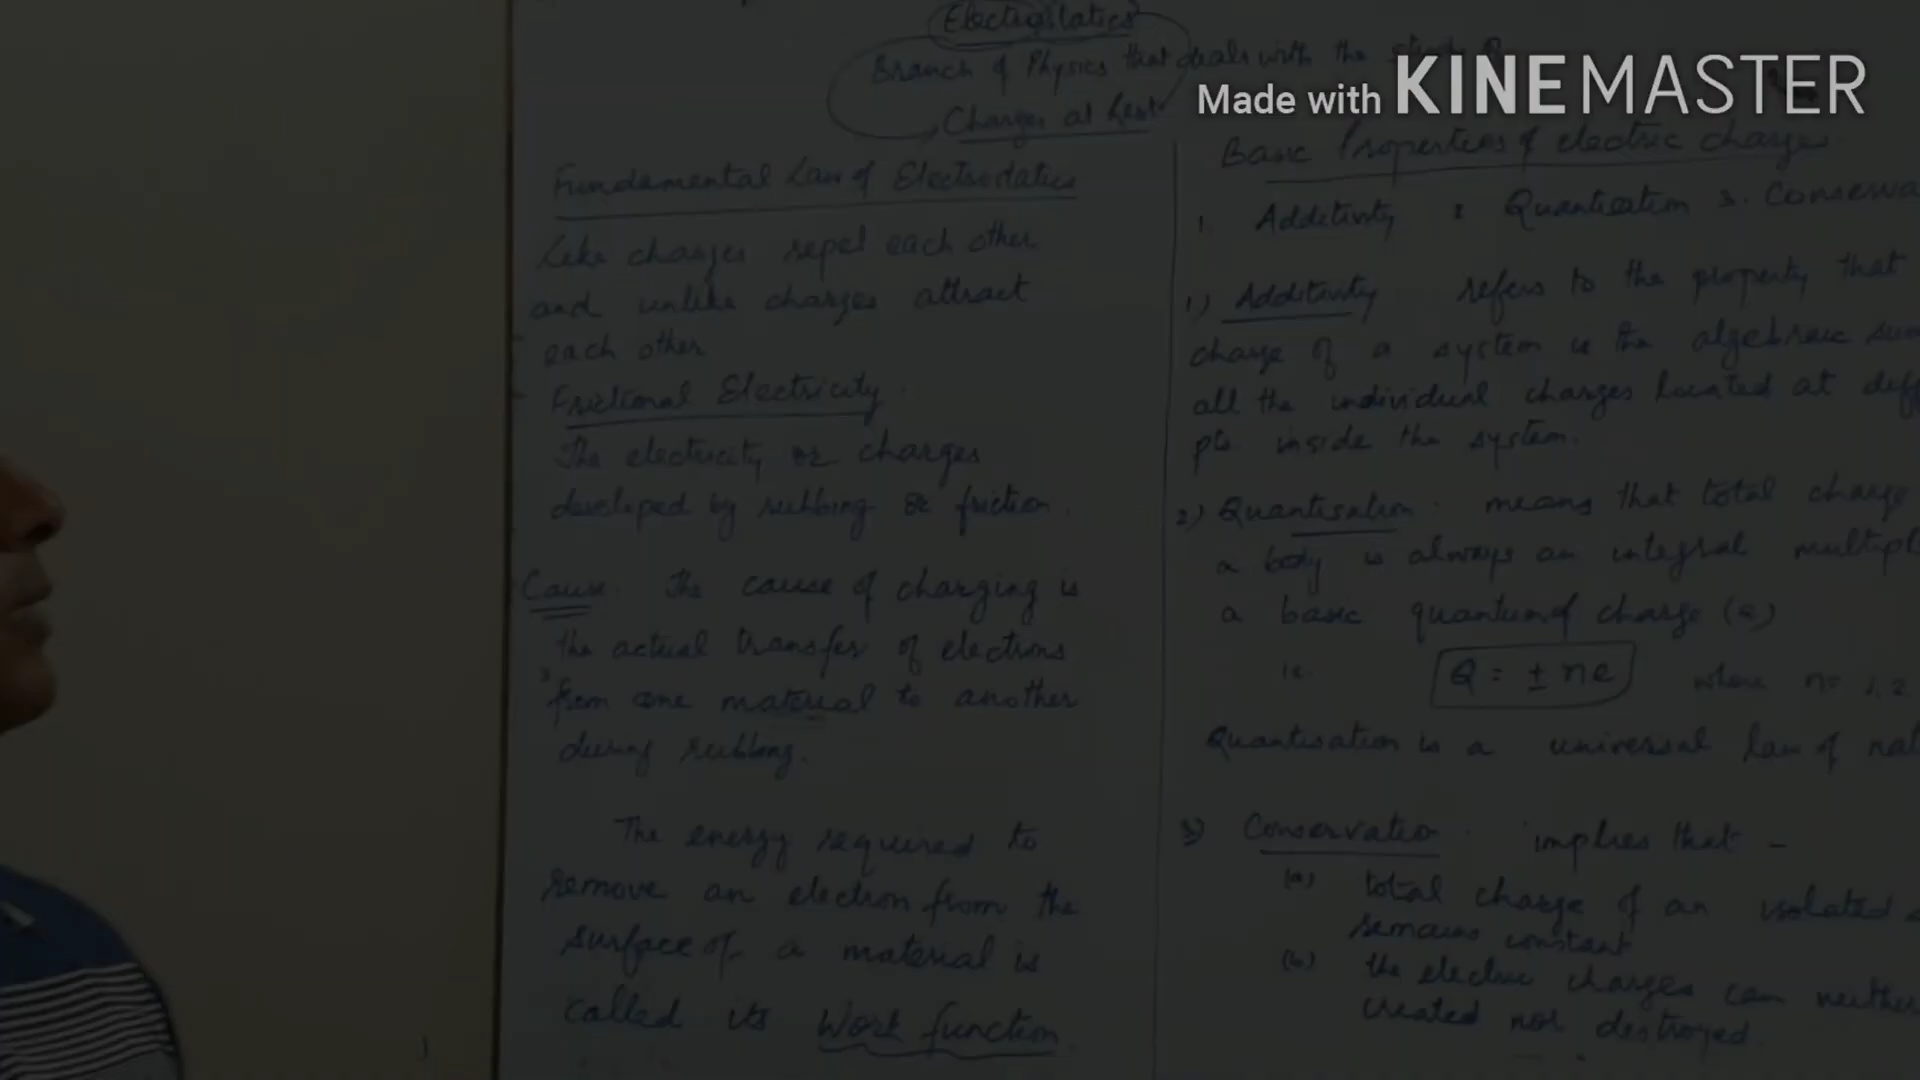 Electrostatics
Branch of Physics that deals with the study of
Charges at Rest
Made with KINEMASTER
Fundamental Law of Electrostatics
Like charges repel each other
and unlike charges attract
each other
Frictional Electricity
The electricity or charges
developed by rubbing or friction.
Cause. The cause of charging is
the actual transfer of electrons
from one material to another
during rubbing.
The energy required to
remove an electron from the
surface of a material is
called its Work function.
Basic Properties of electric charges
1. Additivity 2 Quantisation 3. Conserva
1) Additivity refers to the property that
charge of a system is the algebraic
all the individual charges located at diff
pts inside the system.
2) Quantisation. means that total charge
a body is always an integral multipl
a basic quantum of charge (e)
ie. Q = ± ne where n= 1, 2
Quantisation is a universal law of nat
3) Conservation. implies that -
(a) total charge of an isolated
remains constant
(b) the electric charges can neither
created nor destroyed.